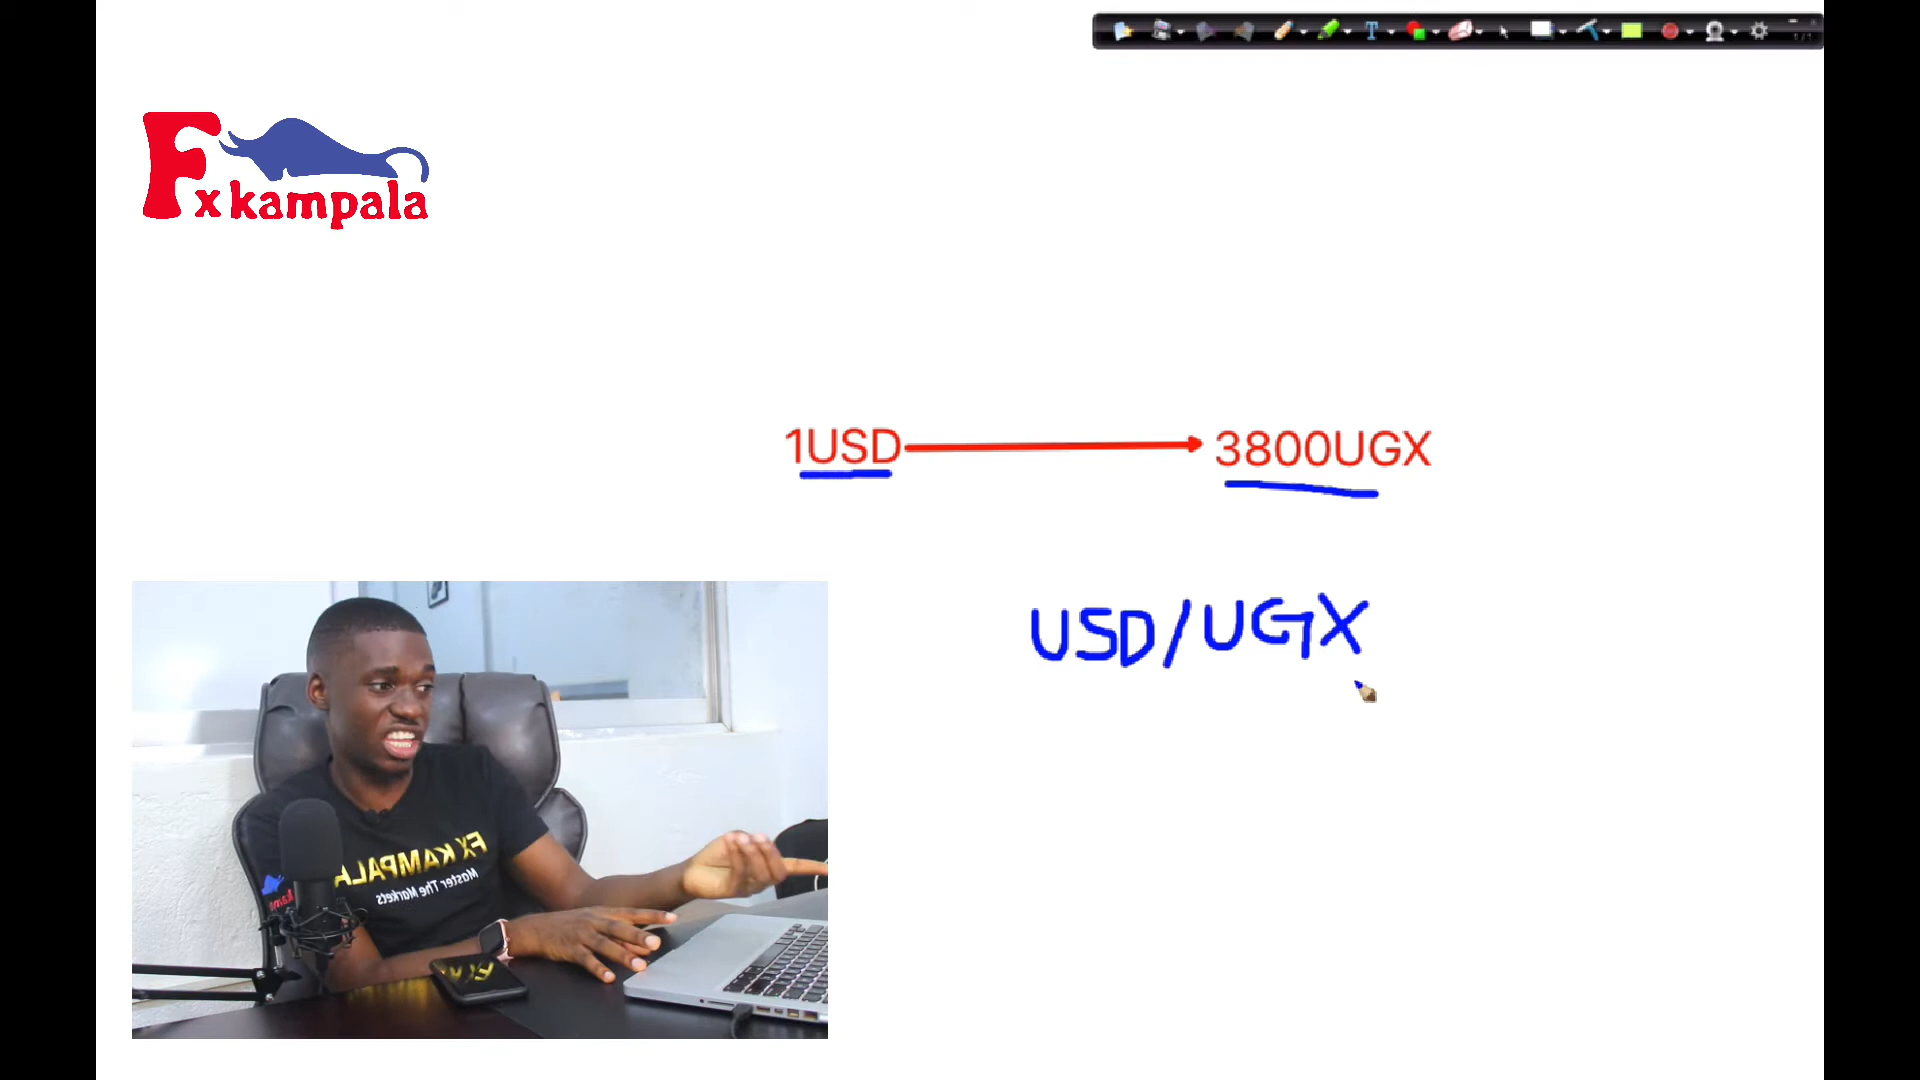 Fx kampala
1USD 3800UGX
USD/UGX
FX KAMPALA
Master The Markets